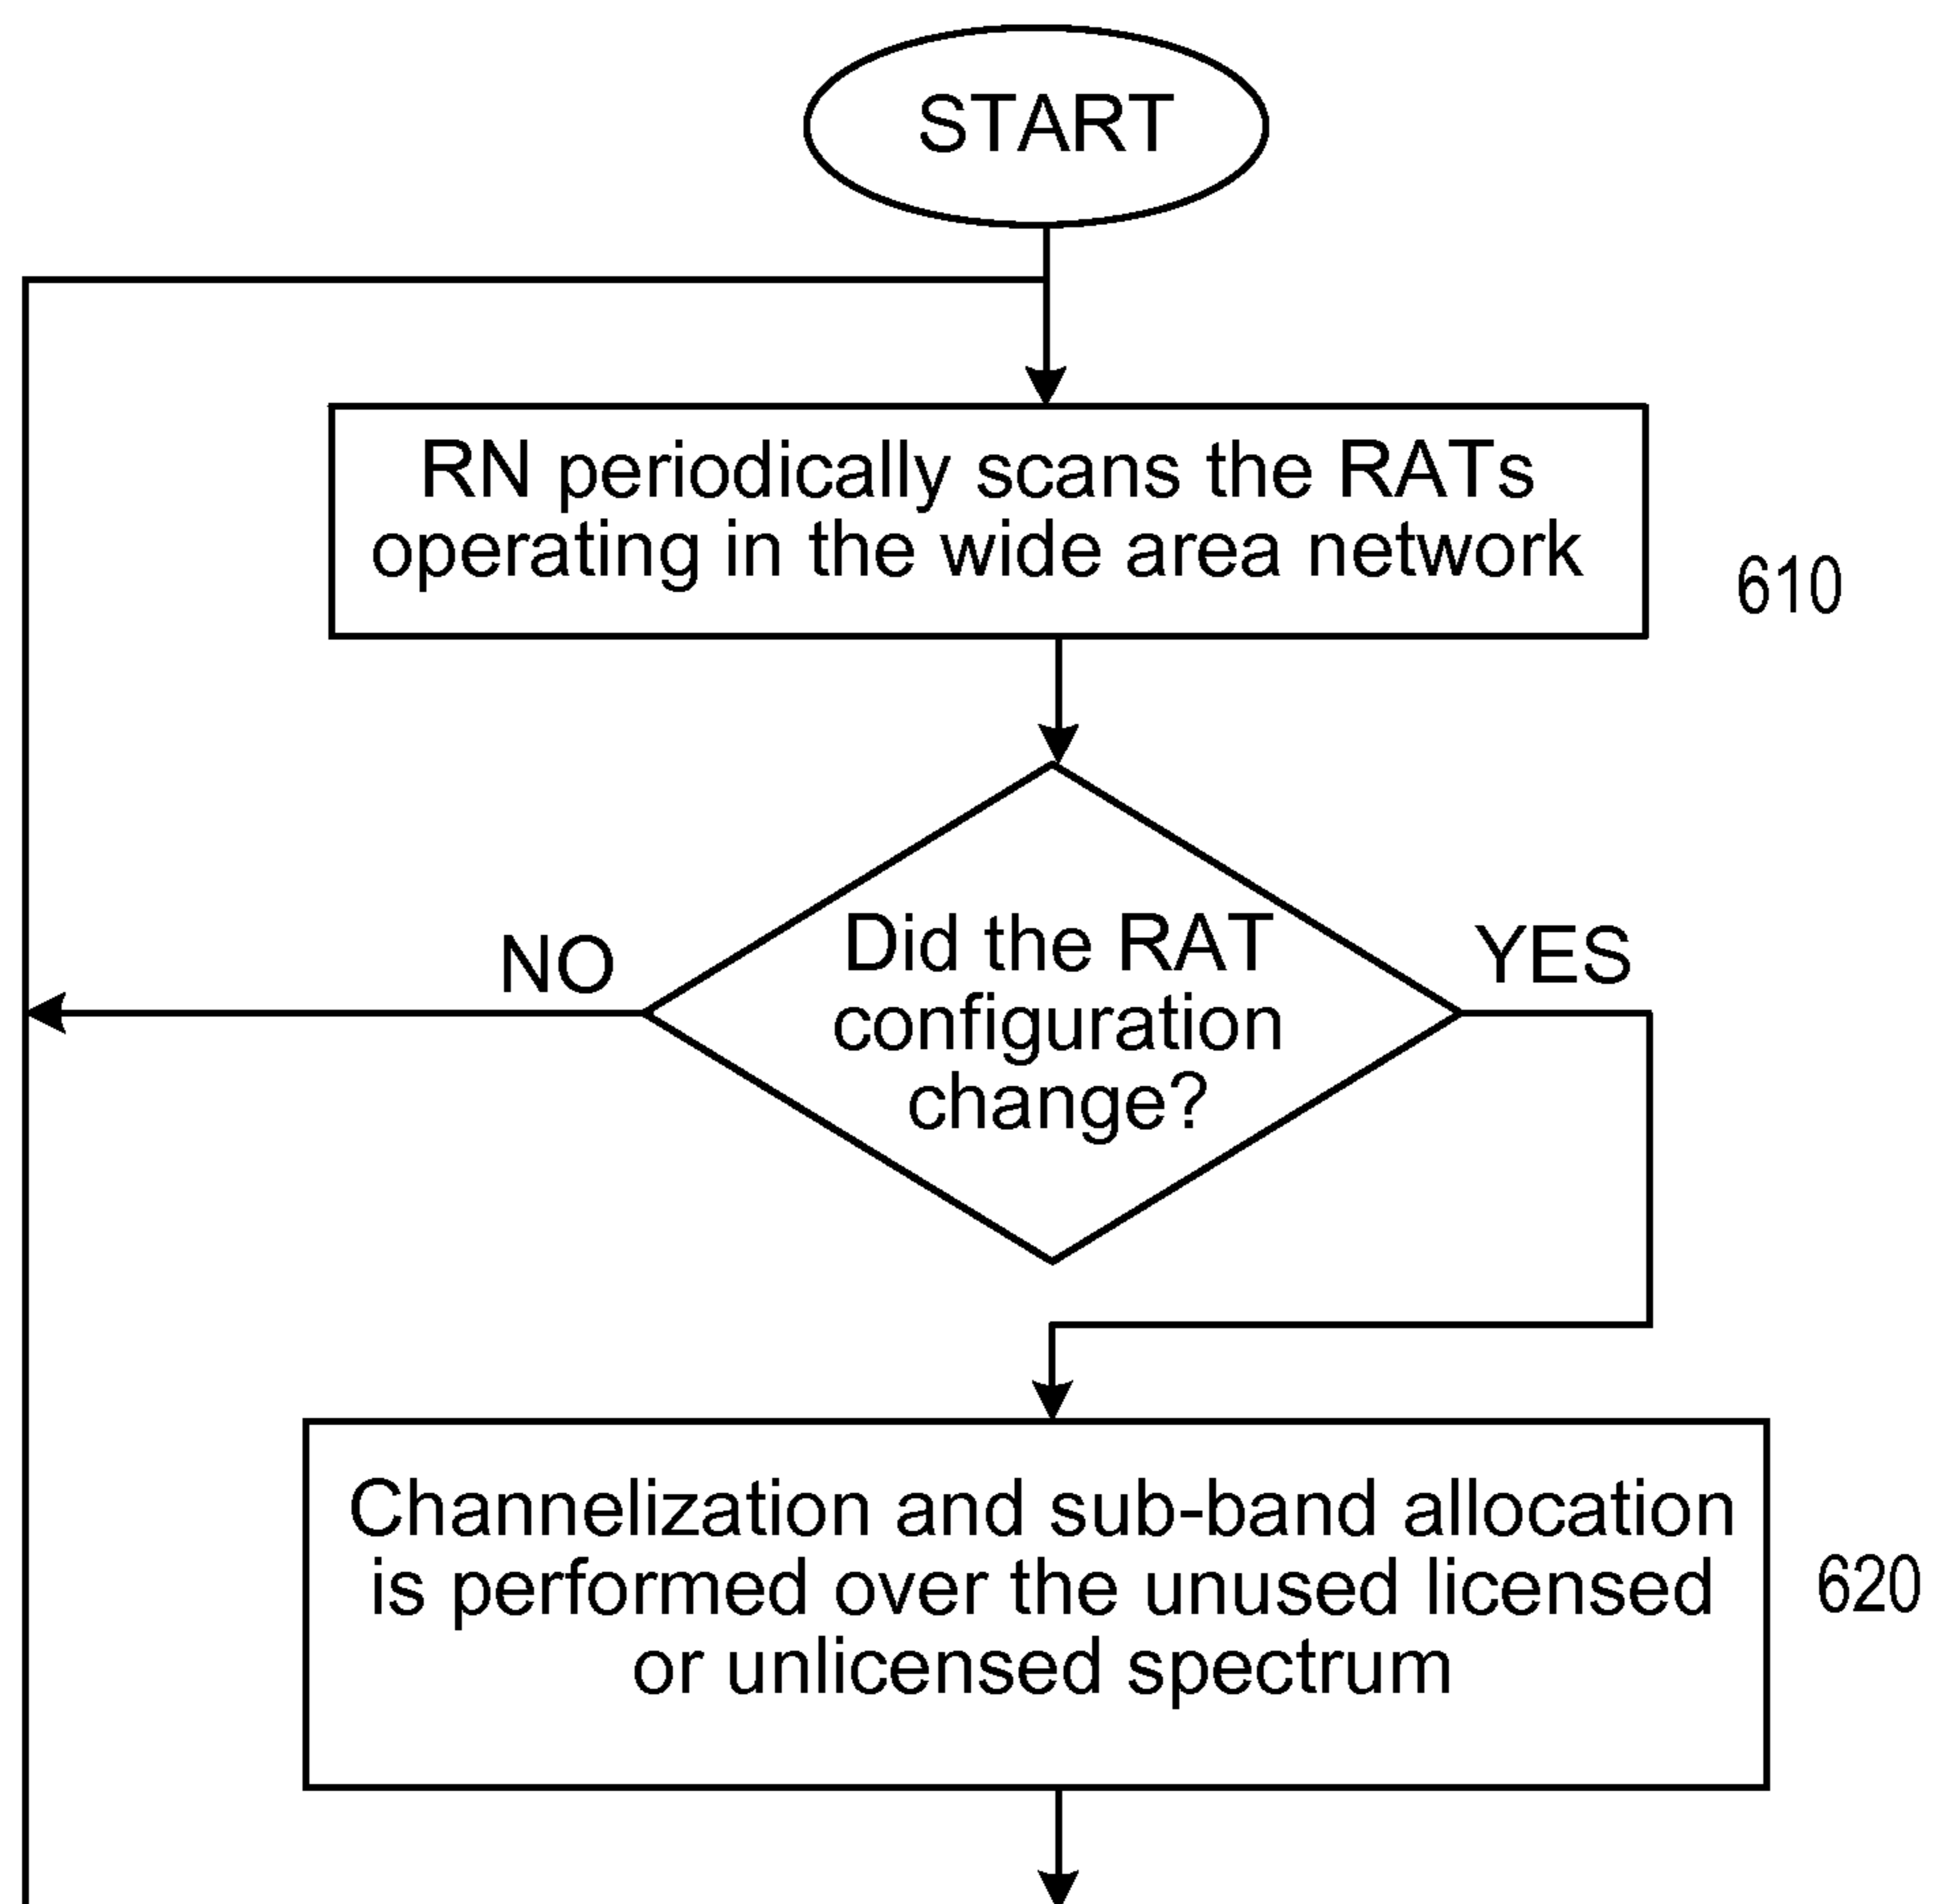 START
RN periodically scans the RATs
operating in the wide area network
610
Did the RAT
configuration
change?
NO
YES
Channelization and sub-band allocation
is performed over the unused licensed
or unlicensed spectrum
620